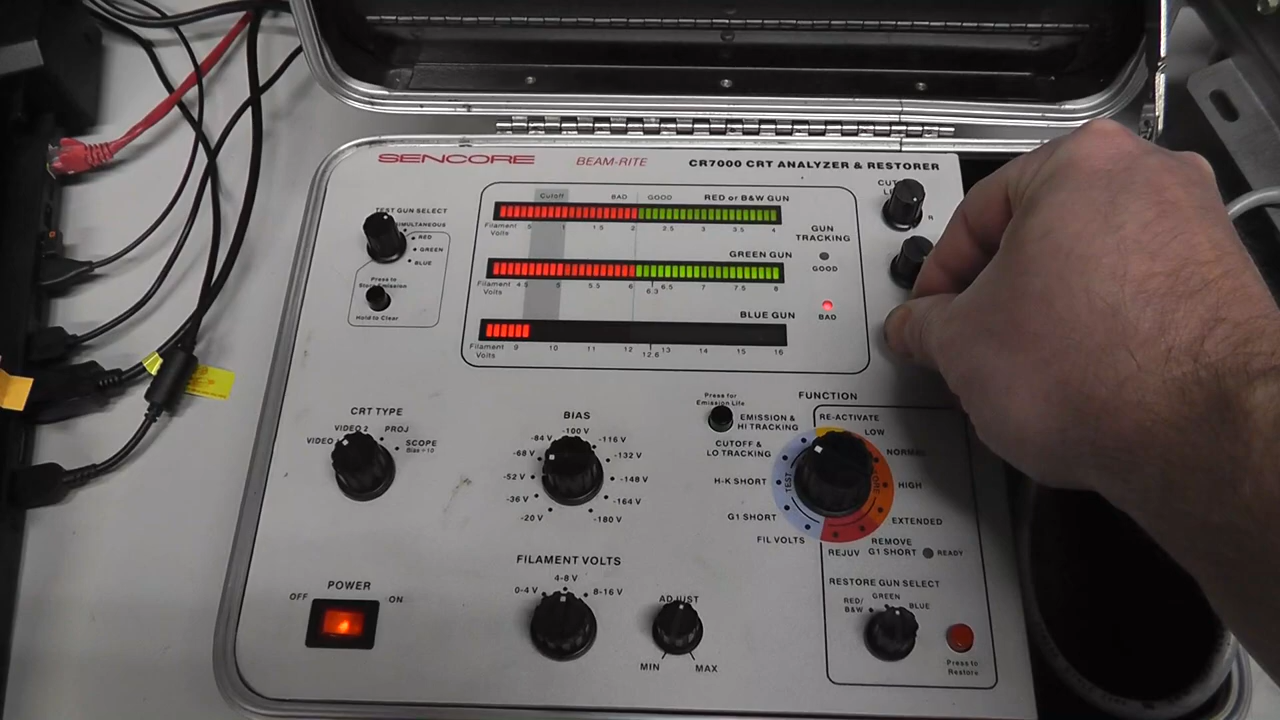 SENCORE BEAM-RITE CR7000 CRT ANALYZER & RESTORER
TEST GUN SELECT
SIMULTANEOUS
RED
GREEN
BLUE
Press to
Hold to Clear
Cutoff BAD GOOD RED or B&W GUN
Filament Volts .5 1 1.5 2 2.5 3 3.5 4
GREEN GUN
Filament Volts 4.5 5 5.5 6 6.3 6.5 7 7.5 8
BLUE GUN
Filament Volts 9 10 11 12 12.6 13 14 15 16
GUN
TRACKING
GOOD
BAD
R
CRT TYPE
VIDEO 2 PROJ
VIDEO SCOPE
Bias ÷ 10
BIAS
-100 V
-84 V -116 V
-68 V -132 V
-52 V -148 V
-36 V -164 V
-20 V -180 V
Press for
Emission Life
FUNCTION
RE-ACTIVATE
EMISSION &
HI TRACKING
LOW
CUTOFF &
LO TRACKING
NORMAL
H-K SHORT
HIGH
TEST
G1 SHORT
EXTENDED
FIL VOLTS
REJUV
REMOVE
G1 SHORT
READY
FILAMENT VOLTS
4-8 V
0-4 V 8-16 V
ADJUST
MIN MAX
POWER
OFF ON
RESTORE GUN SELECT
RED/
B&W
GREEN
BLUE
Press to
Restore